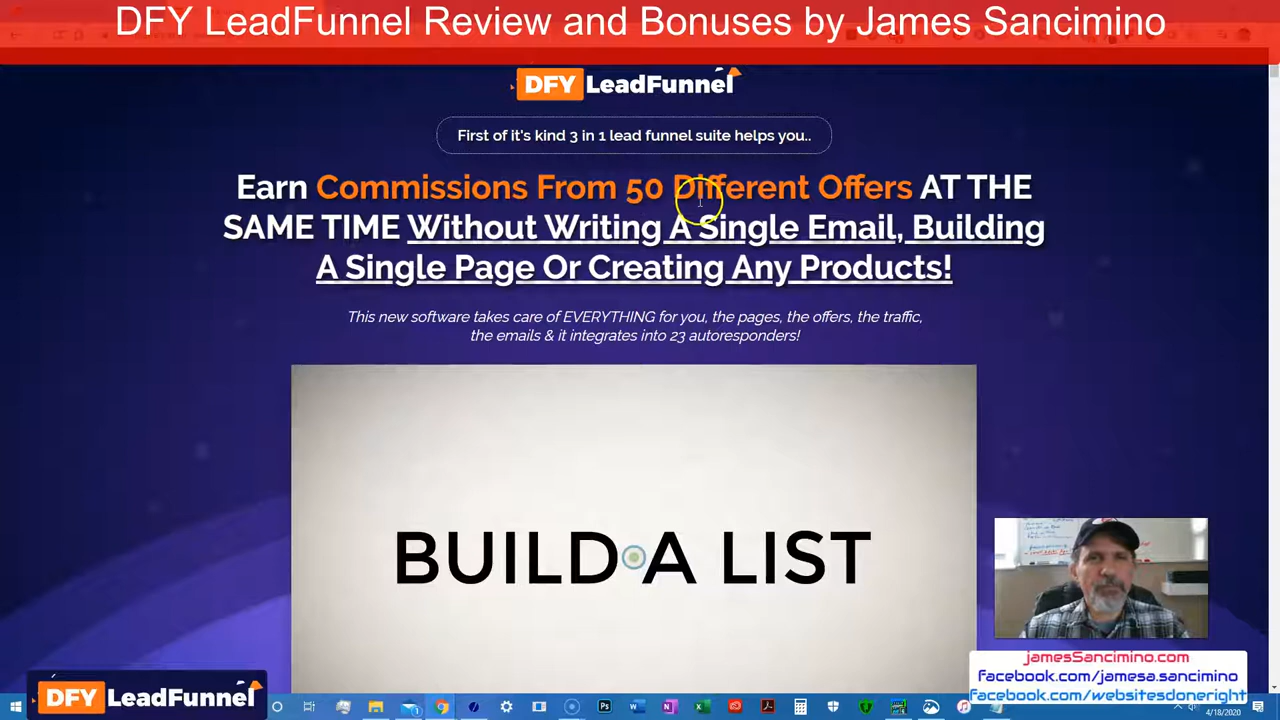 DFY LeadFunnel Review and Bonuses by James Sancimino
DFY LeadFunnel
First of it's kind 3 in 1 lead funnel suite helps you..
Earn Commissions From 50 Different Offers AT THE
SAME TIME Without Writing A Single Email, Building
A Single Page Or Creating Any Products!
This new software takes care of EVERYTHING for you, the pages, the offers, the traffic,
the emails & it integrates into 23 autoresponders!
BUILD A LIST
jamesSancimino.com
facebook.com/jamesa.sancimino
facebook.com/websitesdoneright
DFY LeadFunnel
4/18/2020